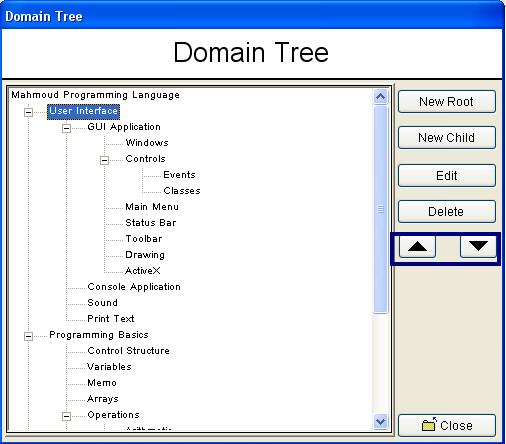 Domain Tree
Domain Tree
Mahmoud Programming Language
User Interface
GUI Application
Windows
Controls
Events
Classes
Main Menu
Status Bar
Toolbar
Drawing
ActiveX
Console Application
Sound
Print Text
Programming Basics
Control Structure
Variables
Memo
Arrays
Operations
Arithmetic
New Root
New Child
Edit
Delete
Close